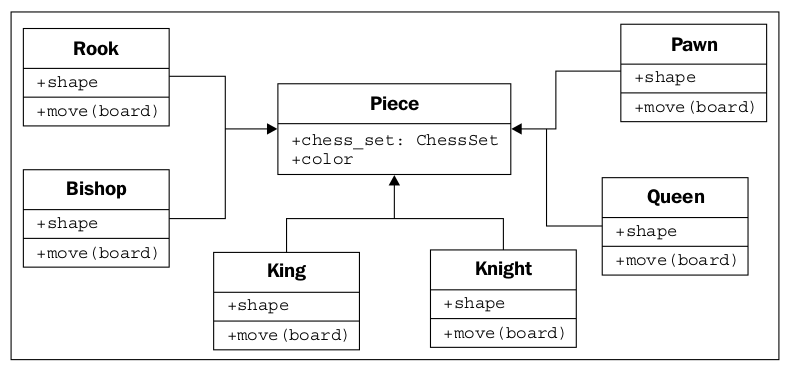 Rook
+shape
+move(board)
Pawn
+shape
+move(board)
Piece
+chess_set: ChessSet
+color
Bishop
+shape
+move(board)
Queen
+shape
+move(board)
King
+shape
+move(board)
Knight
+shape
+move(board)